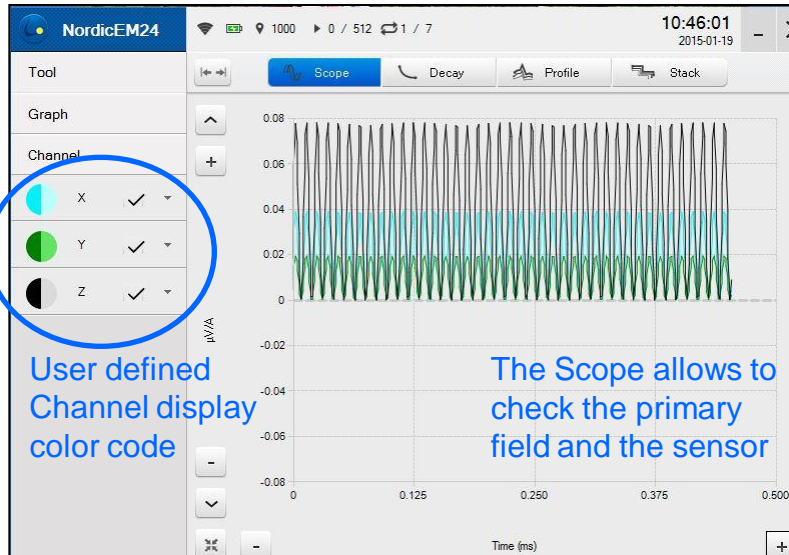 NordicEM24
1000
0 / 512
1 / 7
10:46:01
2015-01-19
Tool
Scope
Decay
Profile
Stack
Graph
Channel
X
Y
Z
+
0.08
0.06
0.04
0.02
0
-0.02
-0.04
-0.06
-0.08
µV/A
User defined
Channel display
color code
The Scope allows to
check the primary
field and the sensor
-
0
0.125
0.250
0.375
0.500
-
Time (ms)
+